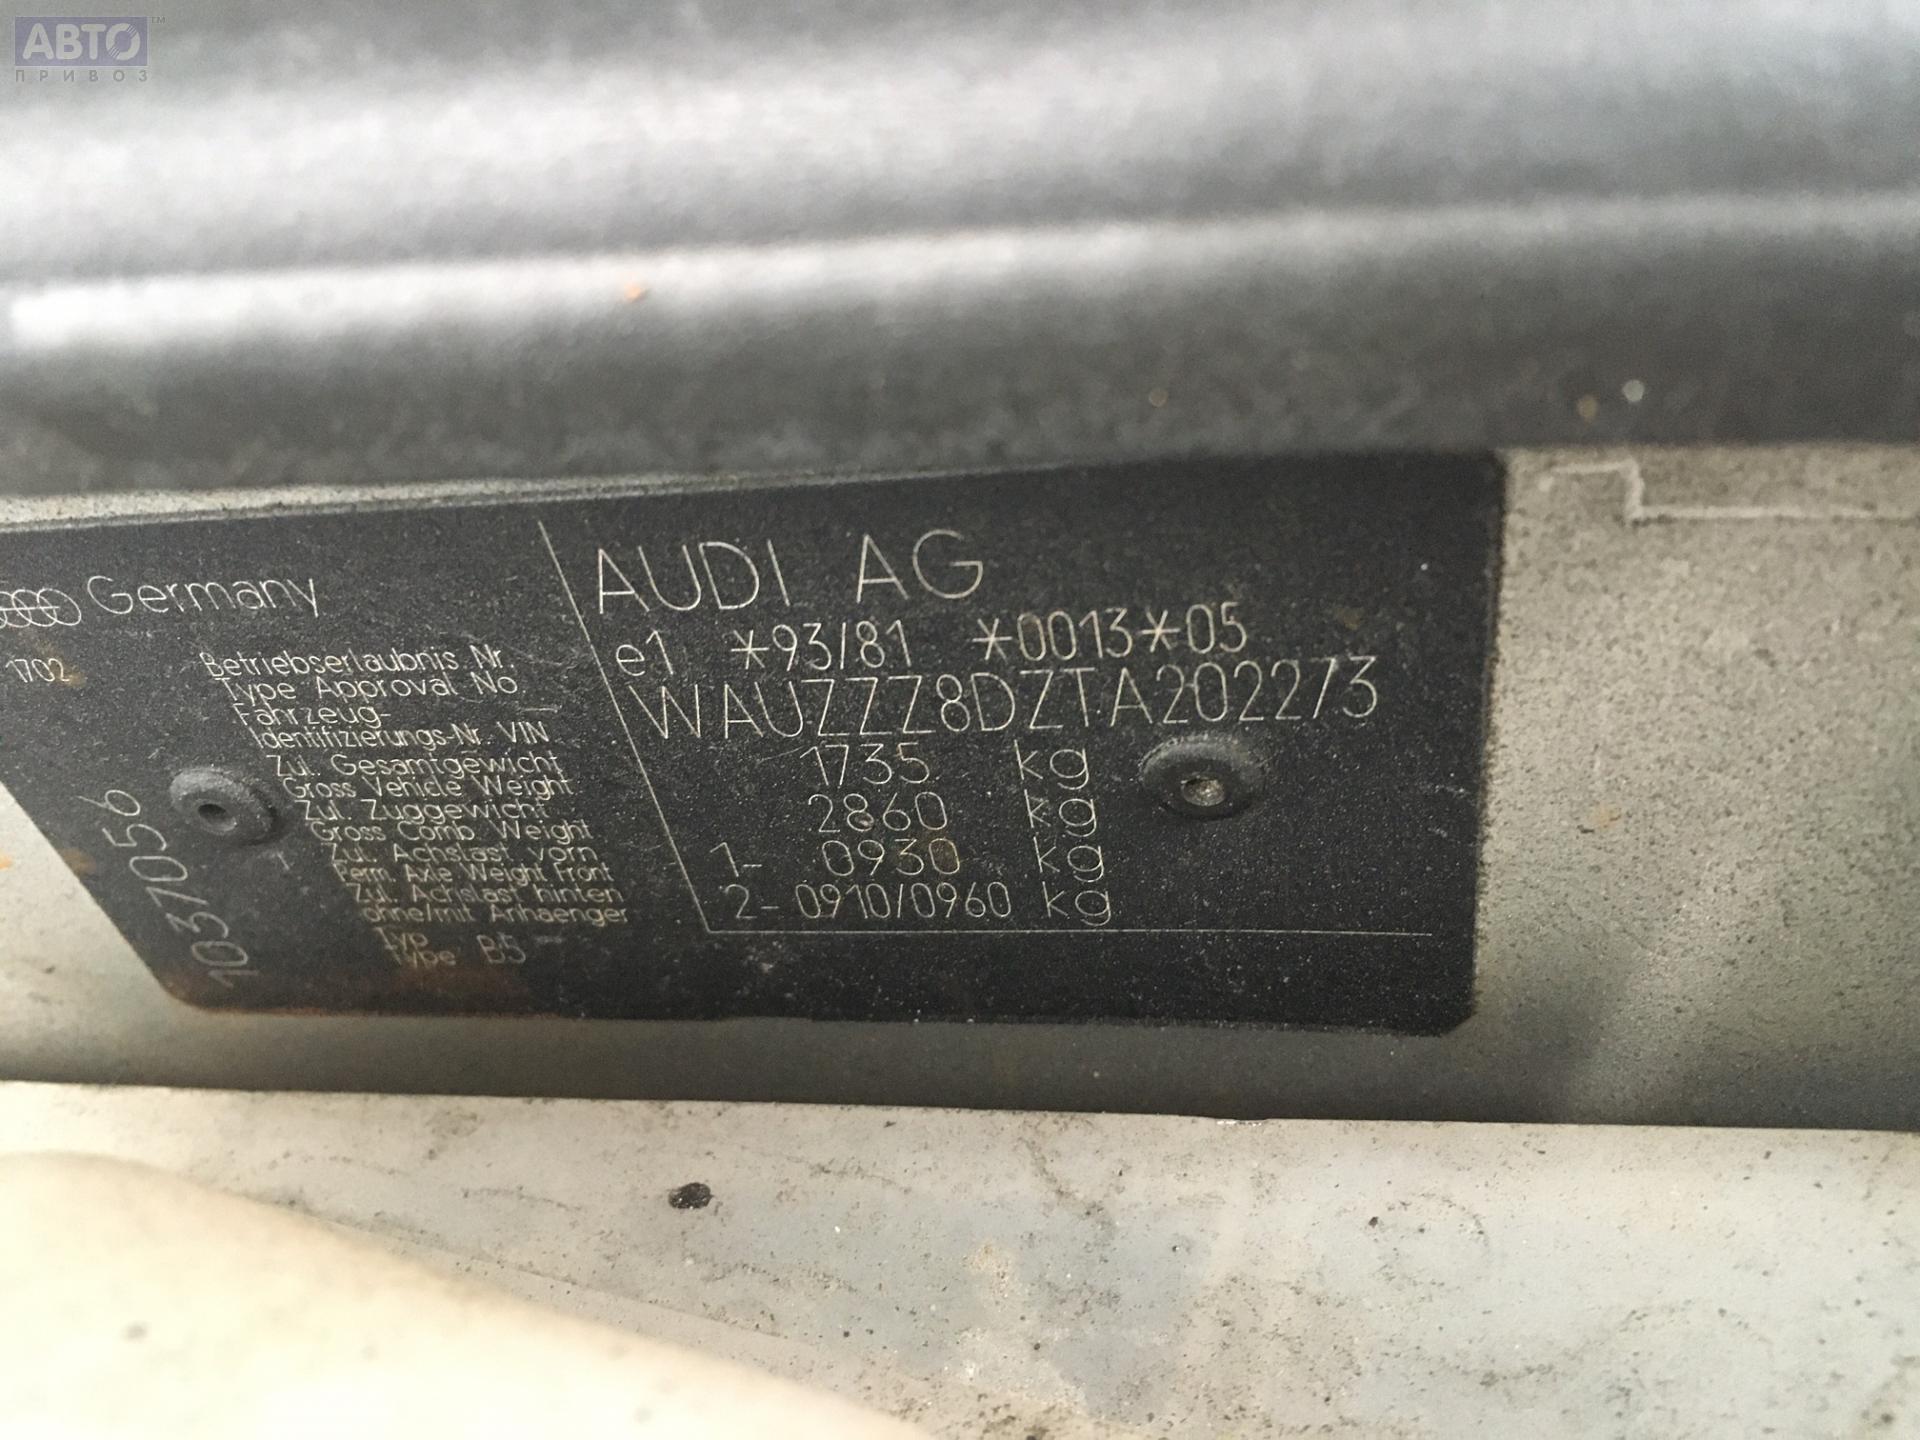 АВТО™
ПРИВОЗ
Germany
1702
1037056
Betriebserlaubnis Nr.
Type Approval No.
Fahrzeug-
Identifizierungs-Nr. VIN
Zul. Gesamtgewicht
Gross Vehicle Weight
Zul. Zuggewicht
Gross Comb. Weight
Zul. Achslast vorn
Perm. Axle Weight Front
Zul. Achslast hinten
ohne/mit Anhaenger
Typ
Type B5
AUDI AG
e1 *93/81 *0013*05
WAUZZZ8DZTA202273
1735 kg
2860 kg
1- 0930 kg
2- 0910/0960 kg